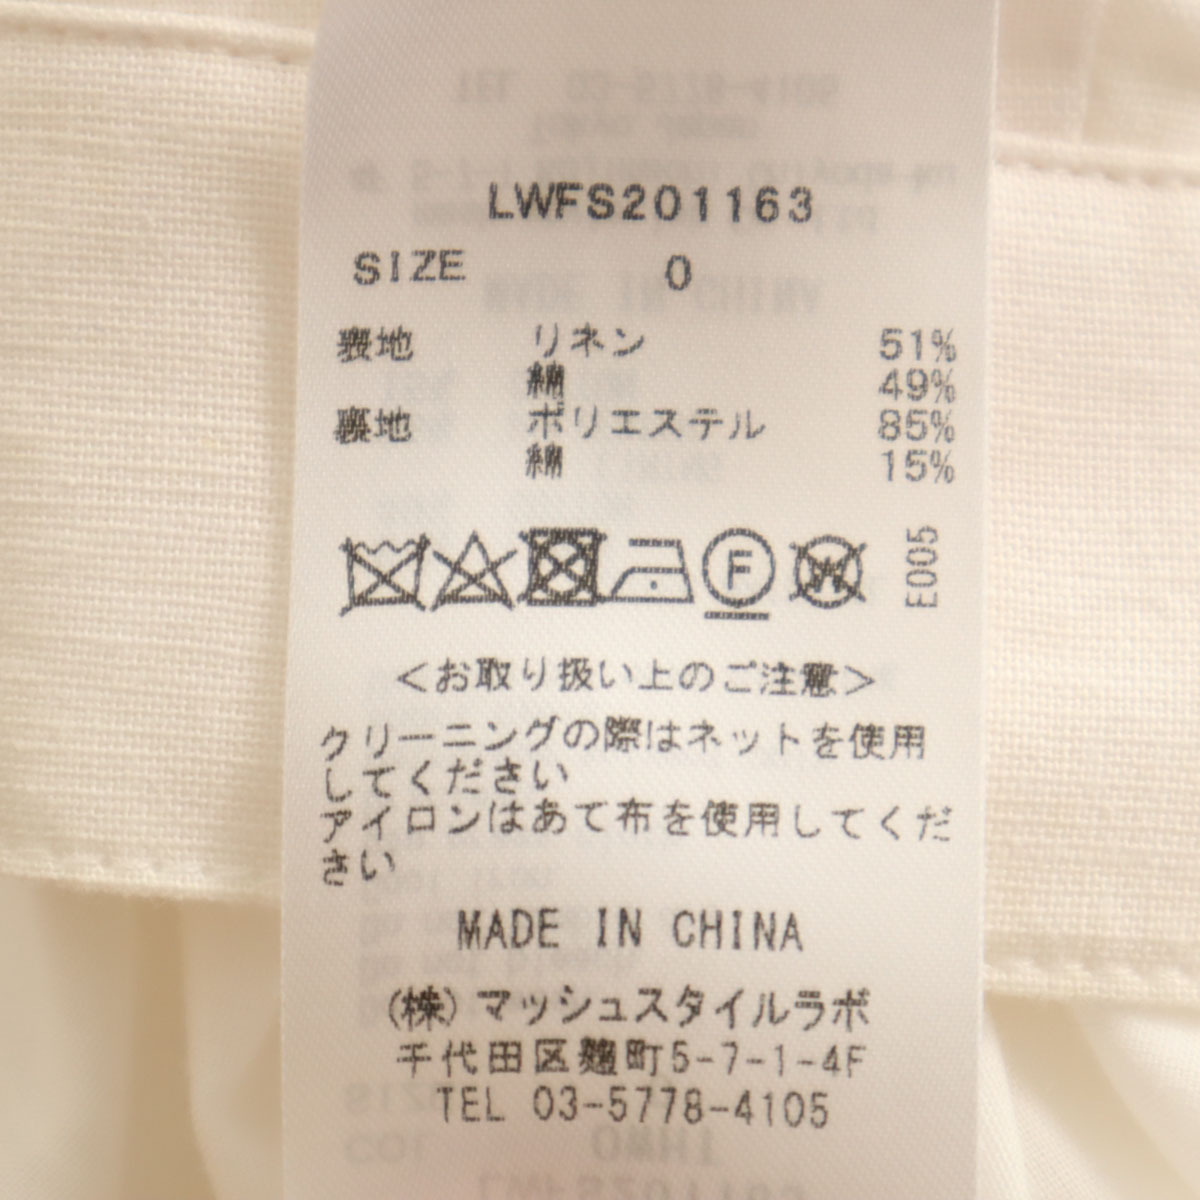 LWFS201163
SIZE 0
表地 リネン 51%
綿 49%
裏地 ポリエステル 85%
綿 15%
F
W
E005
<お取り扱い上のご注意>
クリーニングの際はネットを使用
してください
アイロンはあて布を使用してくだ
さい
MADE IN CHINA
(株)マッシュスタイルラボ
千代田区麹町5-7-1-4F
TEL 03-5778-4105